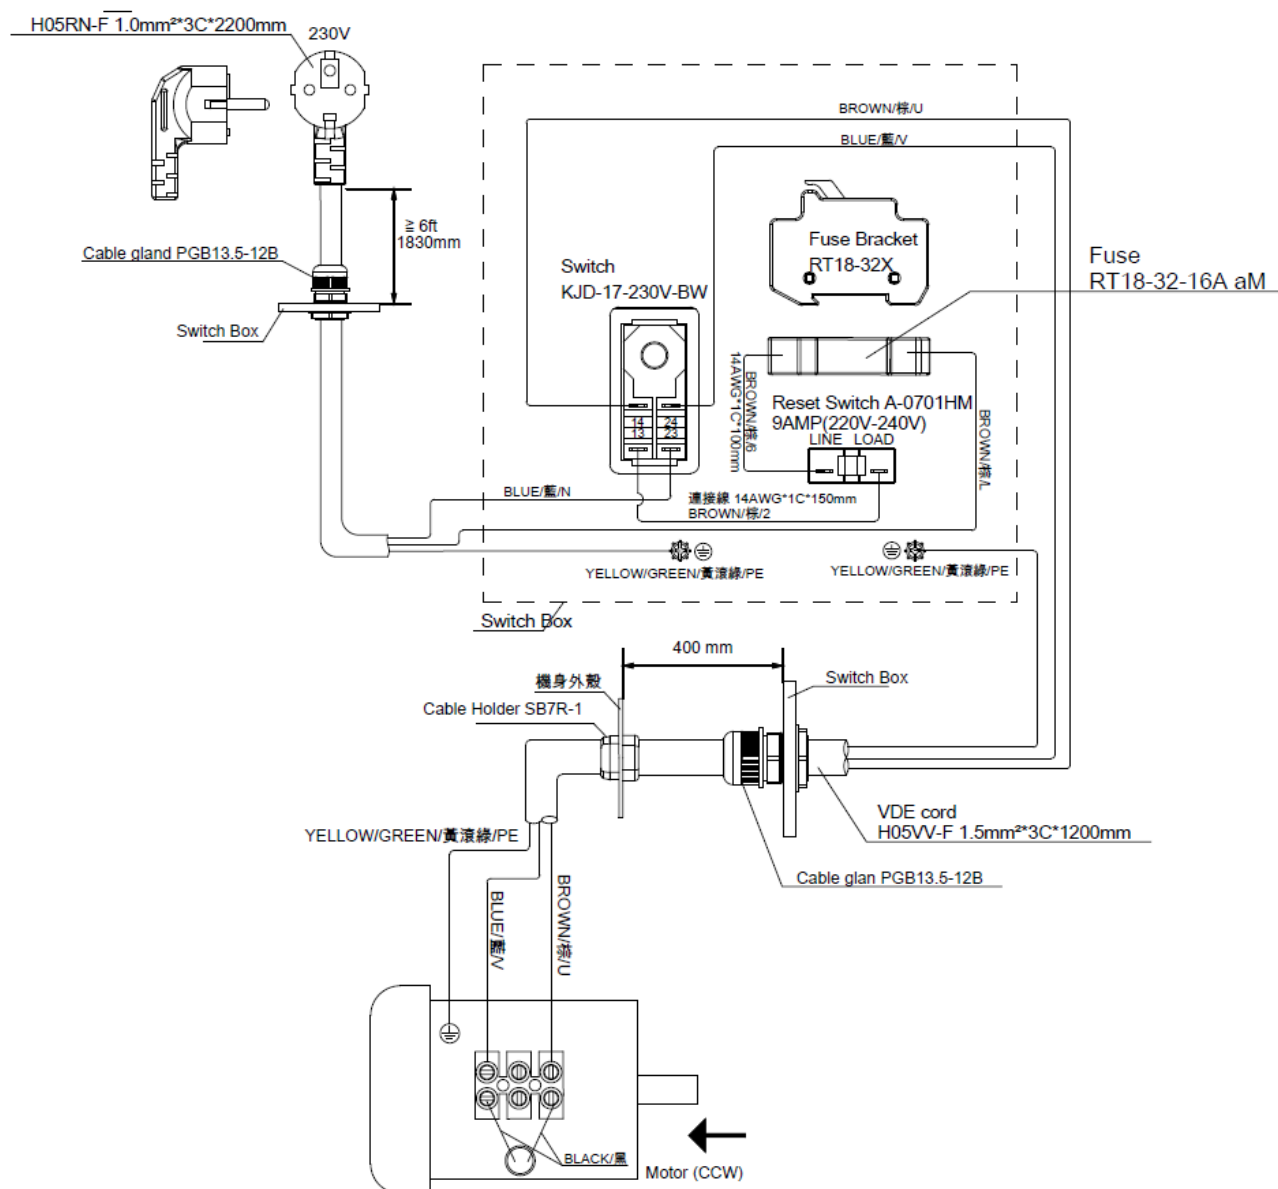 H05RN-F 1.0mm²*3C*2200mm
230V
BROWN/棕/U
BLUE/藍/V
≧ 6ft
1830mm
Cable gland PGB13.5-12B
Switch Box
Switch
KJD-17-230V-BW
Fuse Bracket
RT18-32X
Fuse
RT18-32-16A aM
14 24
13 23
BROWN/棕/6
14AWG*1C*100mm
Reset Switch A-0701HM
9AMP(220V-240V)
LINE LOAD
BROWN/棕/L
BLUE/藍/N
連接線 14AWG*1C*150mm
BROWN/棕/2
YELLOW/GREEN/黃滾綠/PE
YELLOW/GREEN/黃滾綠/PE
Switch Box
400 mm
機身外殼
Switch Box
Cable Holder SB7R-1
VDE cord
H05VV-F 1.5mm²*3C*1200mm
YELLOW/GREEN/黃滾綠/PE
Cable glan PGB13.5-12B
BLUE/藍/V
BROWN/棕/U
BLACK/黑
Motor (CCW)